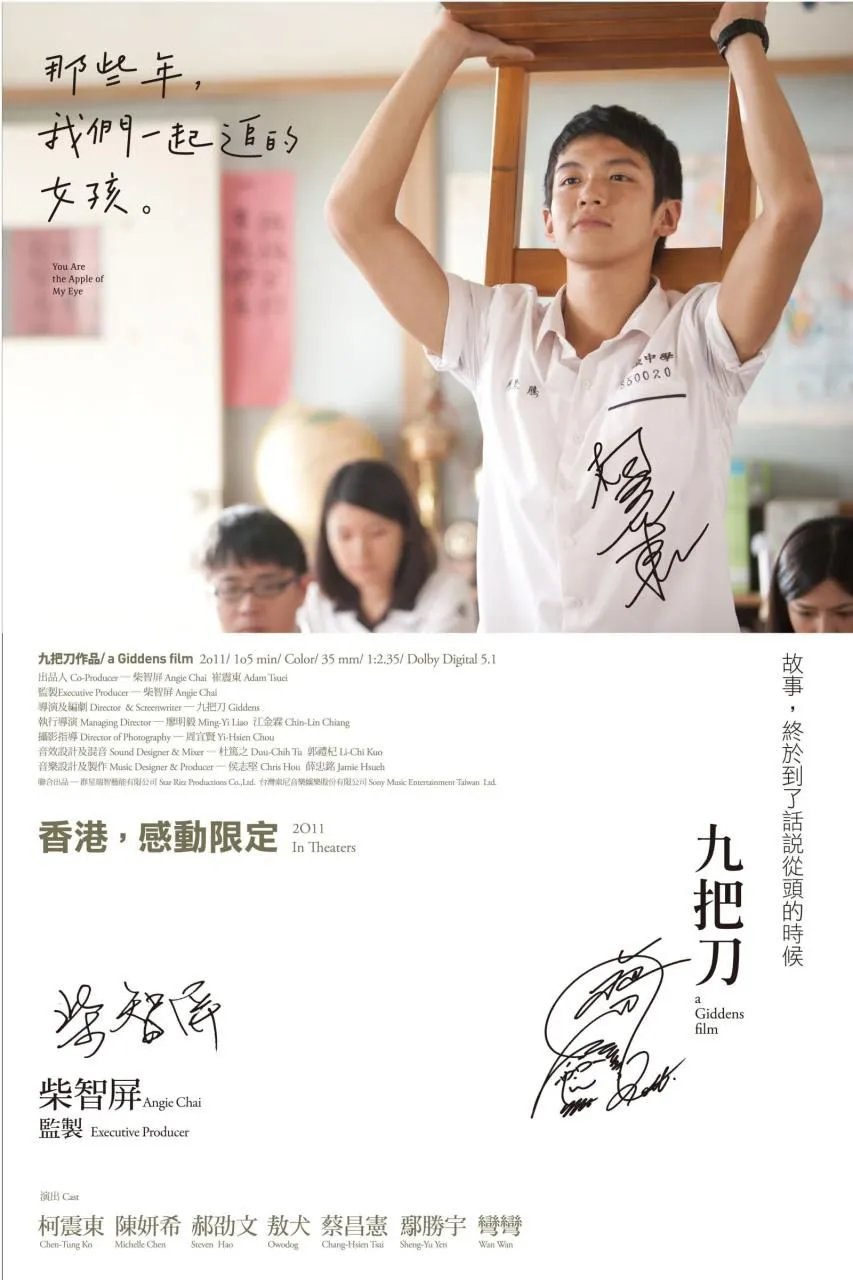 那些年，
我們一起追的
女孩。
You Are
the Apple of
My Eye
中學
騰
九把刀作品/ a Giddens film 2o11/ 1o5 min/ Color/ 35 mm/ 1:2.35/ Dolby Digital 5.1
出品人 Co-Producer — 柴智屏 Angie Chai 崔震東 Adam Tsuei
監製Executive Producer — 柴智屏 Angie Chai
導演及編劇 Director & Screenwriter — 九把刀 Giddens
執行導演 Managing Director — 廖明毅 Ming-Yi Liao 江金霖 Chin-Lin Chiang
攝影指導 Director of Photography — 周宜賢 Yi-Hsien Chou
音效設計及混音 Sound Designer & Mixer — 杜篤之 Duu-Chih Tu 郭禮杞 Li-Chi Kuo
音樂設計及製作 Music Designer & Producer — 侯志堅 Chris Hou 薛忠銘 Jamie Hsueh
聯合出品 — 群星瑞智藝能有限公司 Star Ritz Productions Co.,Ltd. 台灣索尼音樂娛樂股份有限公司 Sony Music Entertainment Taiwan Ltd.
故事，終於到了話説從頭的時候
香港，感動限定 2O11
In Theaters
九把刀
a
Giddens
film
柴智屏
柴智屏 Angie Chai
監製 Executive Producer
演出 Cast
柯震東 陳妍希 郝劭文 敖犬 蔡昌憲 鄢勝宇 彎彎
Chen-Tung Ko Michelle Chen Steven Hao Owodog Chang-Hsien Tsai Sheng-Yu Yen Wan Wan